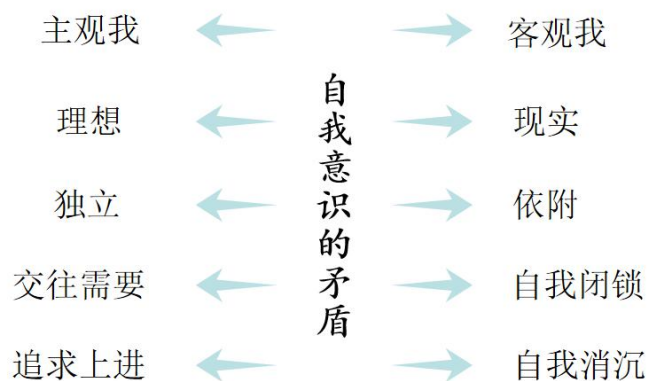 主观我
客观我
理想
现实
独立
依附
交往需要
自我闭锁
追求上进
自我消沉
自我意识的矛盾